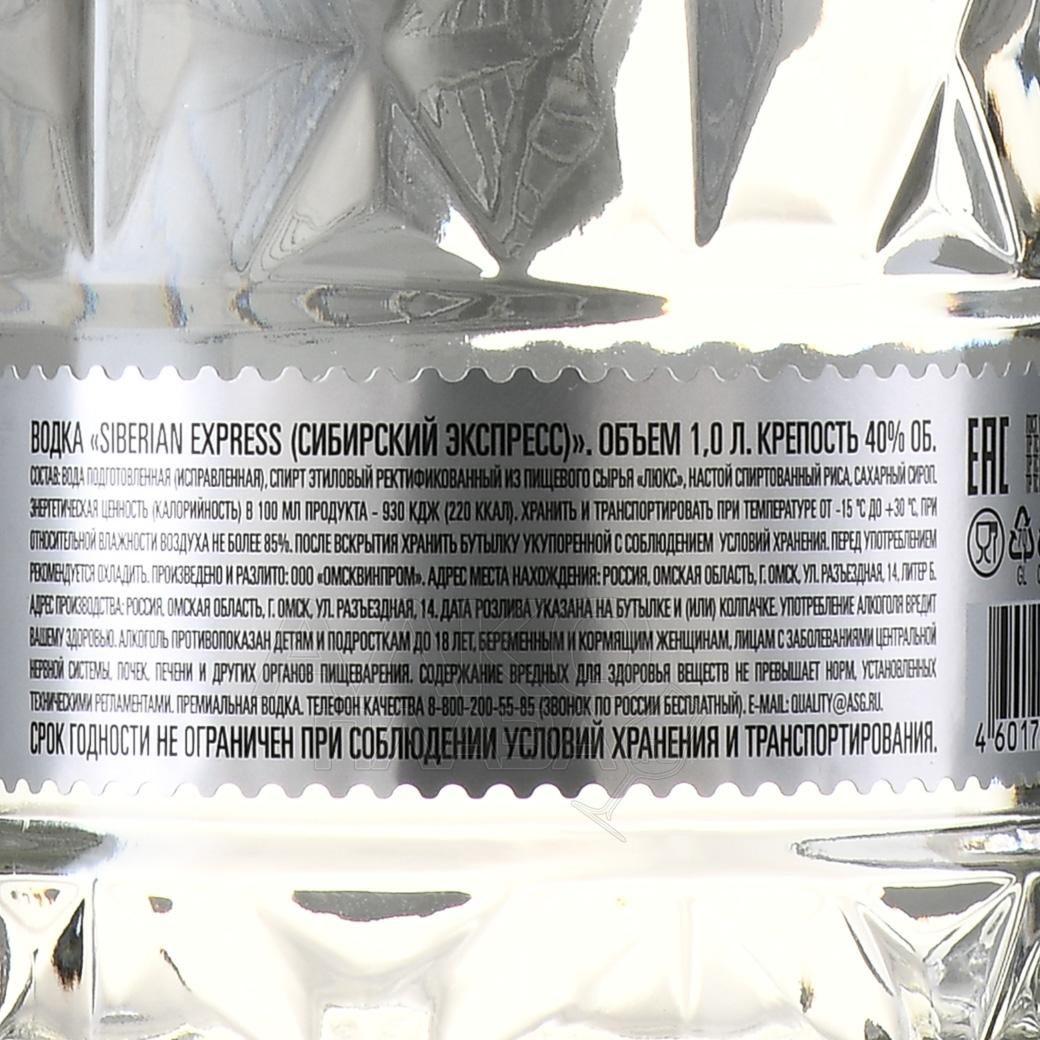 ВОДКА «SIBERIAN EXPRESS (СИБИРСКИЙ ЭКСПРЕСС)». ОБЪЕМ 1,0 Л. КРЕПОСТЬ 40% ОБ.
СОСТАВ: ВОДА ПОДГОТОВЛЕННАЯ (ИСПРАВЛЕННАЯ), СПИРТ ЭТИЛОВЫЙ РЕКТИФИКОВАННЫЙ ИЗ ПИЩЕВОГО СЫРЬЯ «ЛЮКС», НАСТОЙ СПИРТОВАННЫЙ РИСА, САХАРНЫЙ СИРОП.
ЭНЕРГЕТИЧЕСКАЯ ЦЕННОСТЬ (КАЛОРИЙНОСТЬ) В 100 МЛ ПРОДУКТА - 930 КДЖ (220 ККАЛ). ХРАНИТЬ И ТРАНСПОРТИРОВАТЬ ПРИ ТЕМПЕРАТУРЕ ОТ -15 °С ДО +30 °С, ПРИ
ОТНОСИТЕЛЬНОЙ ВЛАЖНОСТИ ВОЗДУХА НЕ БОЛЕЕ 85%. ПОСЛЕ ВСКРЫТИЯ ХРАНИТЬ БУТЫЛКУ УКУПОРЕННОЙ С СОБЛЮДЕНИЕМ УСЛОВИЙ ХРАНЕНИЯ. ПЕРЕД УПОТРЕБЛЕНИЕМ
РЕКОМЕНДУЕТСЯ ОХЛАДИТЬ. ПРОИЗВЕДЕНО И РАЗЛИТО: ООО «ОМСКВИНПРОМ». АДРЕС МЕСТА НАХОЖДЕНИЯ: РОССИЯ, ОМСКАЯ ОБЛАСТЬ, Г. ОМСК, УЛ. РАЗЪЕЗДНАЯ, 14, ЛИТЕР Б.
АДРЕС ПРОИЗВОДСТВА: РОССИЯ, ОМСКАЯ ОБЛАСТЬ, Г. ОМСК, УЛ. РАЗЪЕЗДНАЯ, 14. ДАТА РОЗЛИВА УКАЗАНА НА БУТЫЛКЕ И (ИЛИ) КОЛПАЧКЕ. УПОТРЕБЛЕНИЕ АЛКОГОЛЯ ВРЕДИТ
ВАШЕМУ ЗДОРОВЬЮ. АЛКОГОЛЬ ПРОТИВОПОКАЗАН ДЕТЯМ И ПОДРОСТКАМ ДО 18 ЛЕТ, БЕРЕМЕННЫМ И КОРМЯЩИМ ЖЕНЩИНАМ, ЛИЦАМ С ЗАБОЛЕВАНИЯМИ ЦЕНТРАЛЬНОЙ
НЕРВНОЙ СИСТЕМЫ, ПОЧЕК, ПЕЧЕНИ И ДРУГИХ ОРГАНОВ ПИЩЕВАРЕНИЯ. СОДЕРЖАНИЕ ВРЕДНЫХ ДЛЯ ЗДОРОВЬЯ ВЕЩЕСТВ НЕ ПРЕВЫШАЕТ НОРМ, УСТАНОВЛЕННЫХ
ТЕХНИЧЕСКИМИ РЕГЛАМЕНТАМИ. ПРЕМИАЛЬНАЯ ВОДКА. ТЕЛЕФОН КАЧЕСТВА 8-800-200-55-85 (ЗВОНОК ПО РОССИИ БЕСПЛАТНЫЙ). E-MAIL: QUALITY@ASG.RU.
СРОК ГОДНОСТИ НЕ ОГРАНИЧЕН ПРИ СОБЛЮДЕНИИ УСЛОВИЙ ХРАНЕНИЯ И ТРАНСПОРТИРОВАНИЯ.
EAC
GL
4 6017